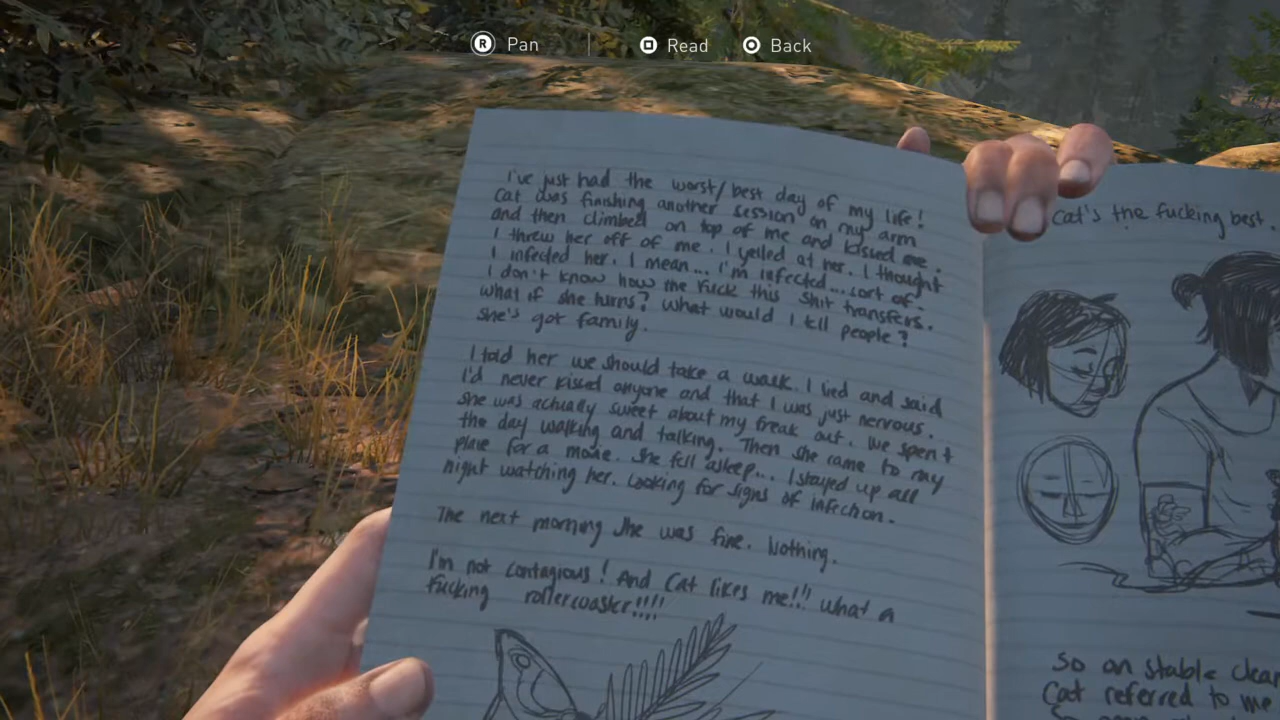 R Pan | Read Back
I've just had the worst/best day of my life!
Cat was finishing another session on my arm
and then climbed on top of me and kissed me.
I threw her off of me. I yelled at her. I thought
I infected her. I mean... I'm infected... sort of.
I don't know how the fuck this shit transfers.
what if she turns? What would I tell people?
She's got family.
I told her we should take a walk. I lied and said
I'd never kissed anyone and that I was just nervous.
She was actually sweet about my freak out. We spent
the day walking and talking. Then she came to my
place for a movie. She fell asleep... I stayed up all
night watching her. Looking for signs of infection.
The next morning she was fine. Nothing.
I'm not contagious! And Cat likes me!!! what a
fucking rollercoaster!!!!
Cat's the fucking best.
So on stable clean
Cat referred to me